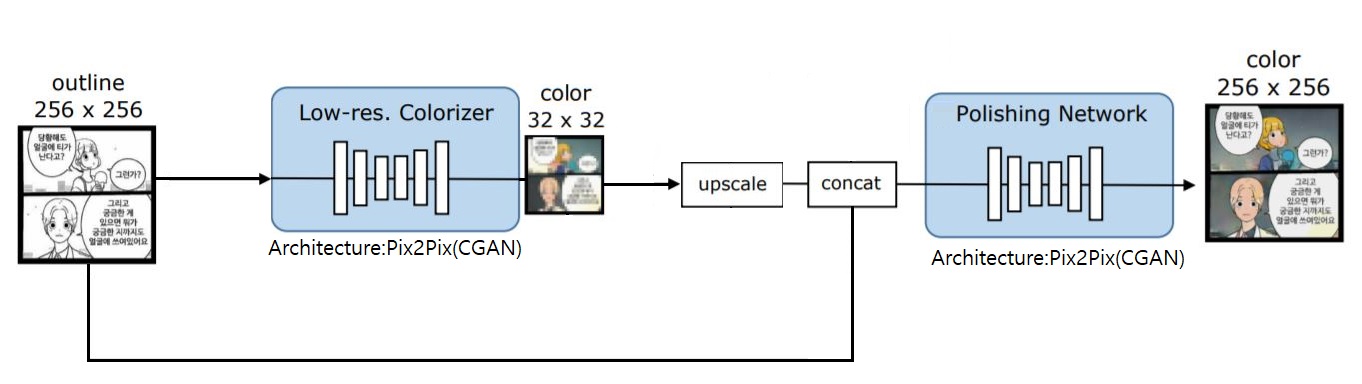 outline
256 x 256
당황해도
얼굴에 티가
난다고?
그런가?
그리고
궁금한 게
있으면 뭐가
궁금한 지까지도
얼굴에 쓰여있어요
Low-res. Colorizer
Architecture:Pix2Pix(CGAN)
color
32 x 32
upscale
concat
Polishing Network
Architecture:Pix2Pix(CGAN)
color
256 x 256
당황해도
얼굴에 티가
난다고?
그런가?
그리고
궁금한 게
있으면 뭐가
궁금한 지까지도
얼굴에 쓰여있어요